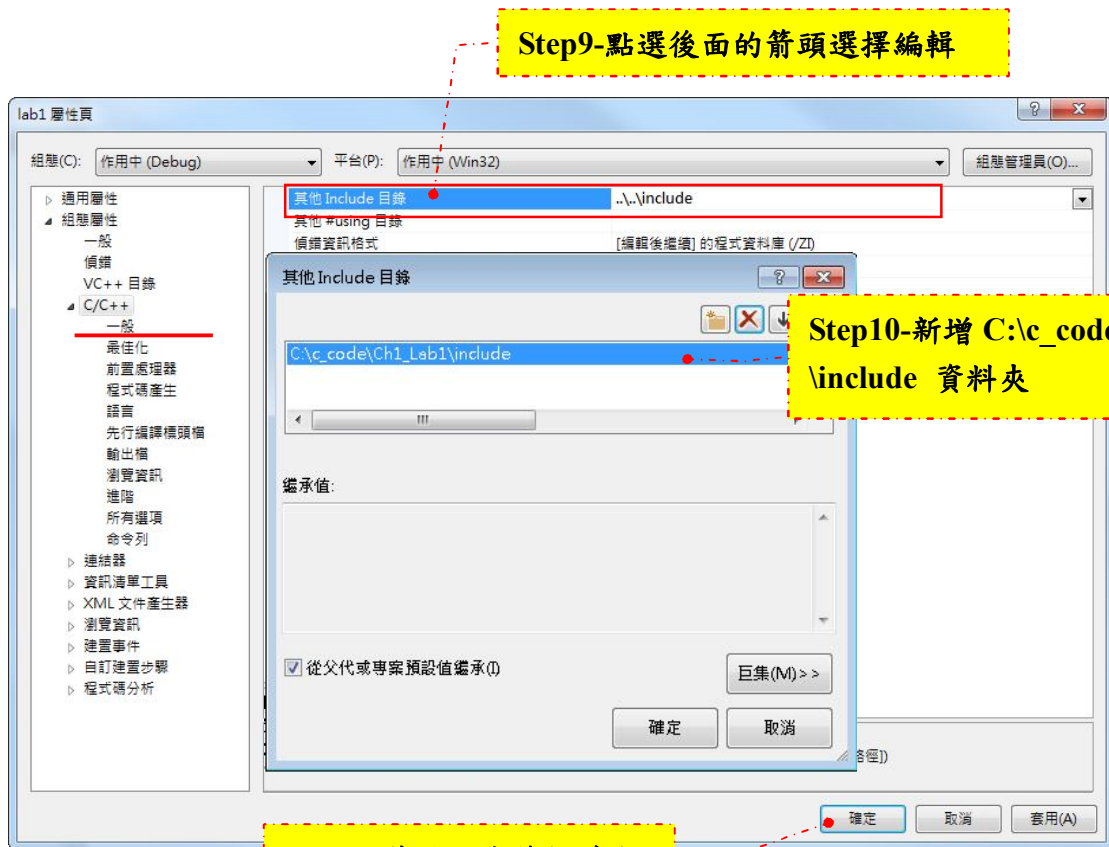 Step9-點選後面的箭頭選擇編輯
lab1 屬性頁
組態(C): 作用中 (Debug) 平台(P): 作用中 (Win32) 組態管理員(O)...
通用屬性
組態屬性
一般
偵錯
VC++ 目錄
C/C++
一般
最佳化
前置處理器
程式碼產生
語言
先行編譯標頭檔
輸出檔
瀏覽資訊
進階
所有選項
命令列
連結器
資訊清單工具
XML 文件產生器
瀏覽資訊
建置事件
自訂建置步驟
程式碼分析
其他 Include 目錄 ..\..\include
其他 #using 目錄
偵錯資訊格式 [編輯後繼續] 的程式資料庫 (/ZI)
其他 Include 目錄
C:\c_code\Ch1_Lab1\include
Step10-新增 C:\c_code
\include 資料夾
繼承值:
從父代或專案預設值繼承(I)
巨集(M)>>
確定 取消
路徑])
確定 取消 套用(A)